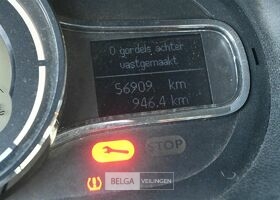 0 gordels achter
vastgemaakt
56909 km
946.4 km
STOP
BELGA VEILINGEN